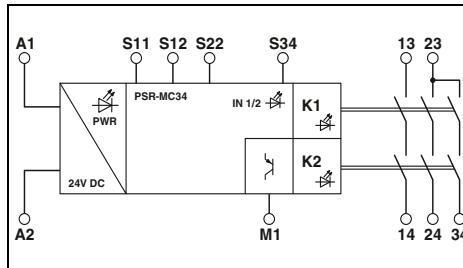 A1 S11 S12 S22 S34 13 23
PSR-MC34 IN 1/2 K1
PWR
K2
24V DC
A2 M1 14 24 34